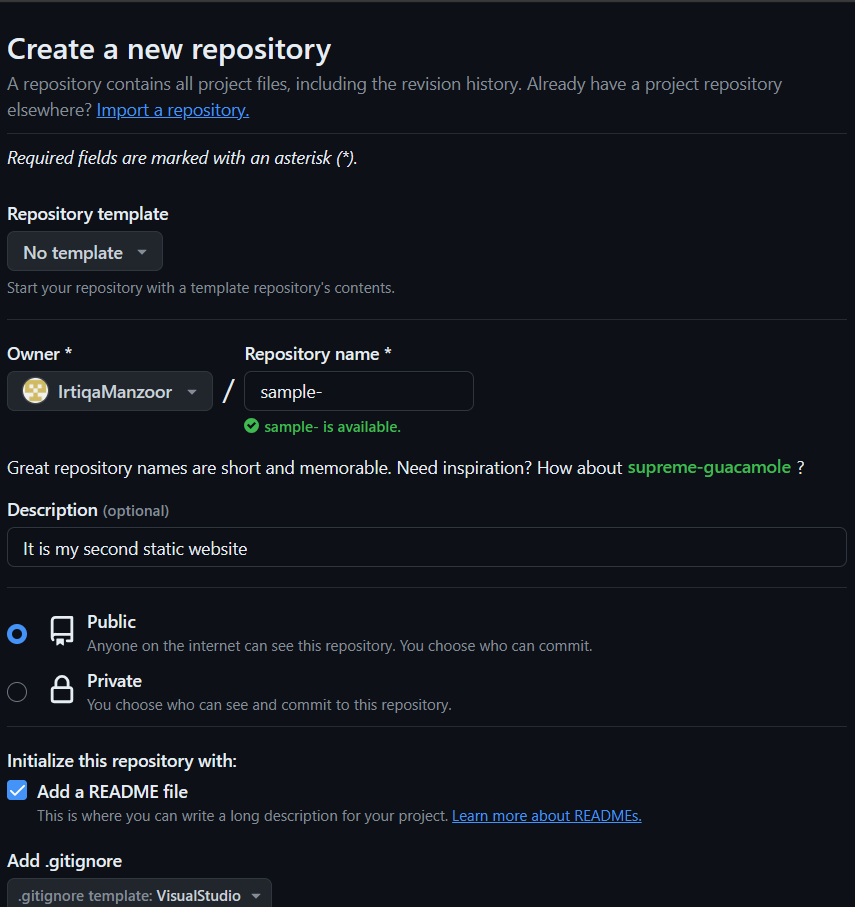 Create a new repository
A repository contains all project files, including the revision history. Already have a project repository
elsewhere? Import a repository.
Required fields are marked with an asterisk (*).
Repository template
No template
Start your repository with a template repository's contents.
Owner *
Repository name *
IrtiqaManzoor
/
sample-
sample- is available.
Great repository names are short and memorable. Need inspiration? How about supreme-guacamole ?
Description (optional)
It is my second static website
Public
Anyone on the internet can see this repository. You choose who can commit.
Private
You choose who can see and commit to this repository.
Initialize this repository with:
Add a README file
This is where you can write a long description for your project. Learn more about READMEs.
Add .gitignore
.gitignore template: VisualStudio